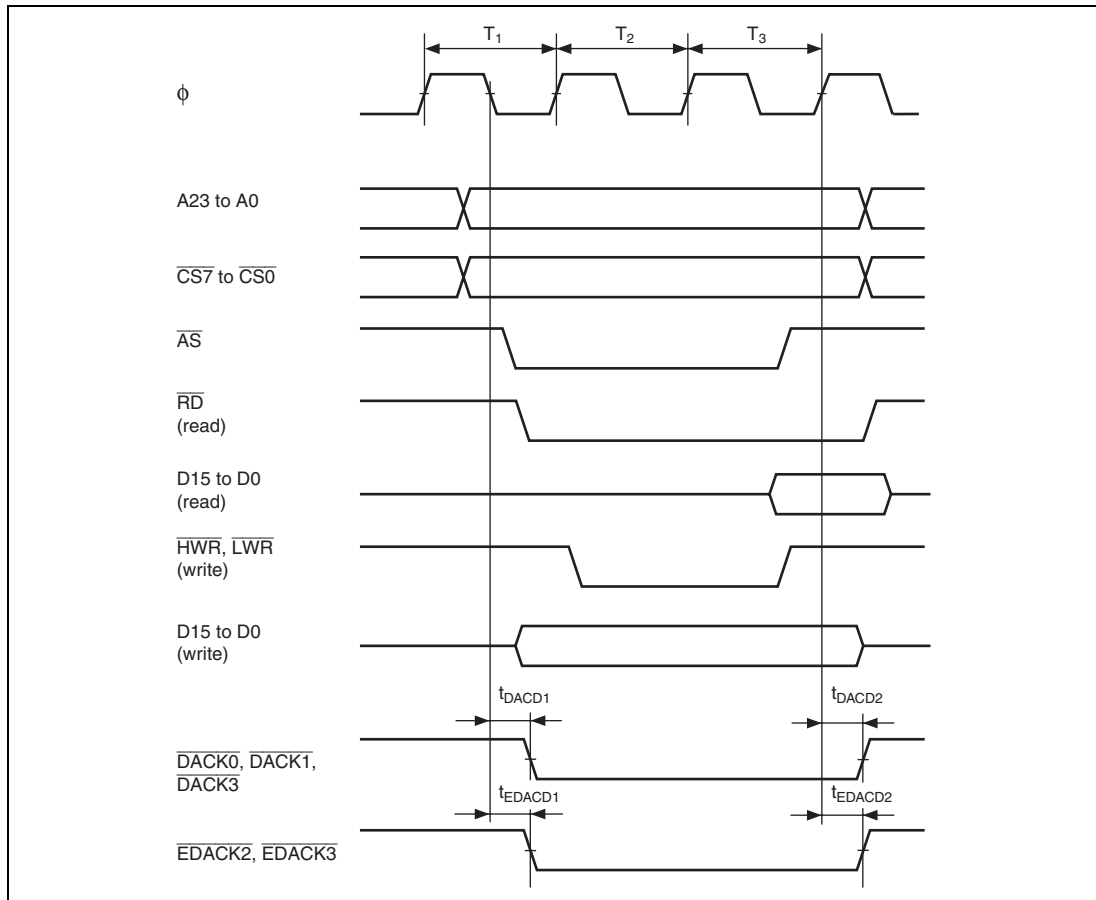 T1 T2 T3
ϕ
A23 to A0
CS7 to CS0
AS
RD
(read)
D15 to D0
(read)
HWR, LWR
(write)
D15 to D0
(write)
tDACD1 tDACD2
DACK0, DACK1,
DACK3
tEDACD1 tEDACD2
EDACK2, EDACK3